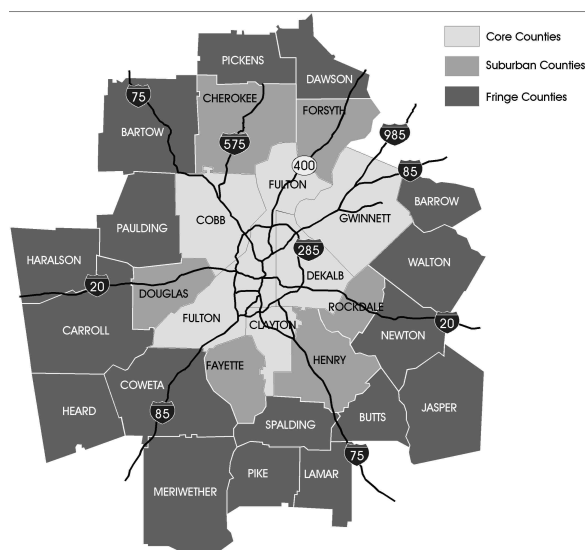 Core Counties
Suburban Counties
Fringe Counties
PICKENS
DAWSON
CHEROKEE
FORSYTH
75
BARTOW
575
985
400
FULTON
85
GWINNETT
BARROW
PAULDING
COBB
HARALSON
285
WALTON
DEKALB
20
DOUGLAS
ROCKDALE
FULTON
CLAYTON
20
CARROLL
NEWTON
FAYETTE
HENRY
COWETA
HEARD
85
BUTTS
JASPER
SPALDING
75
PIKE
LAMAR
MERIWETHER